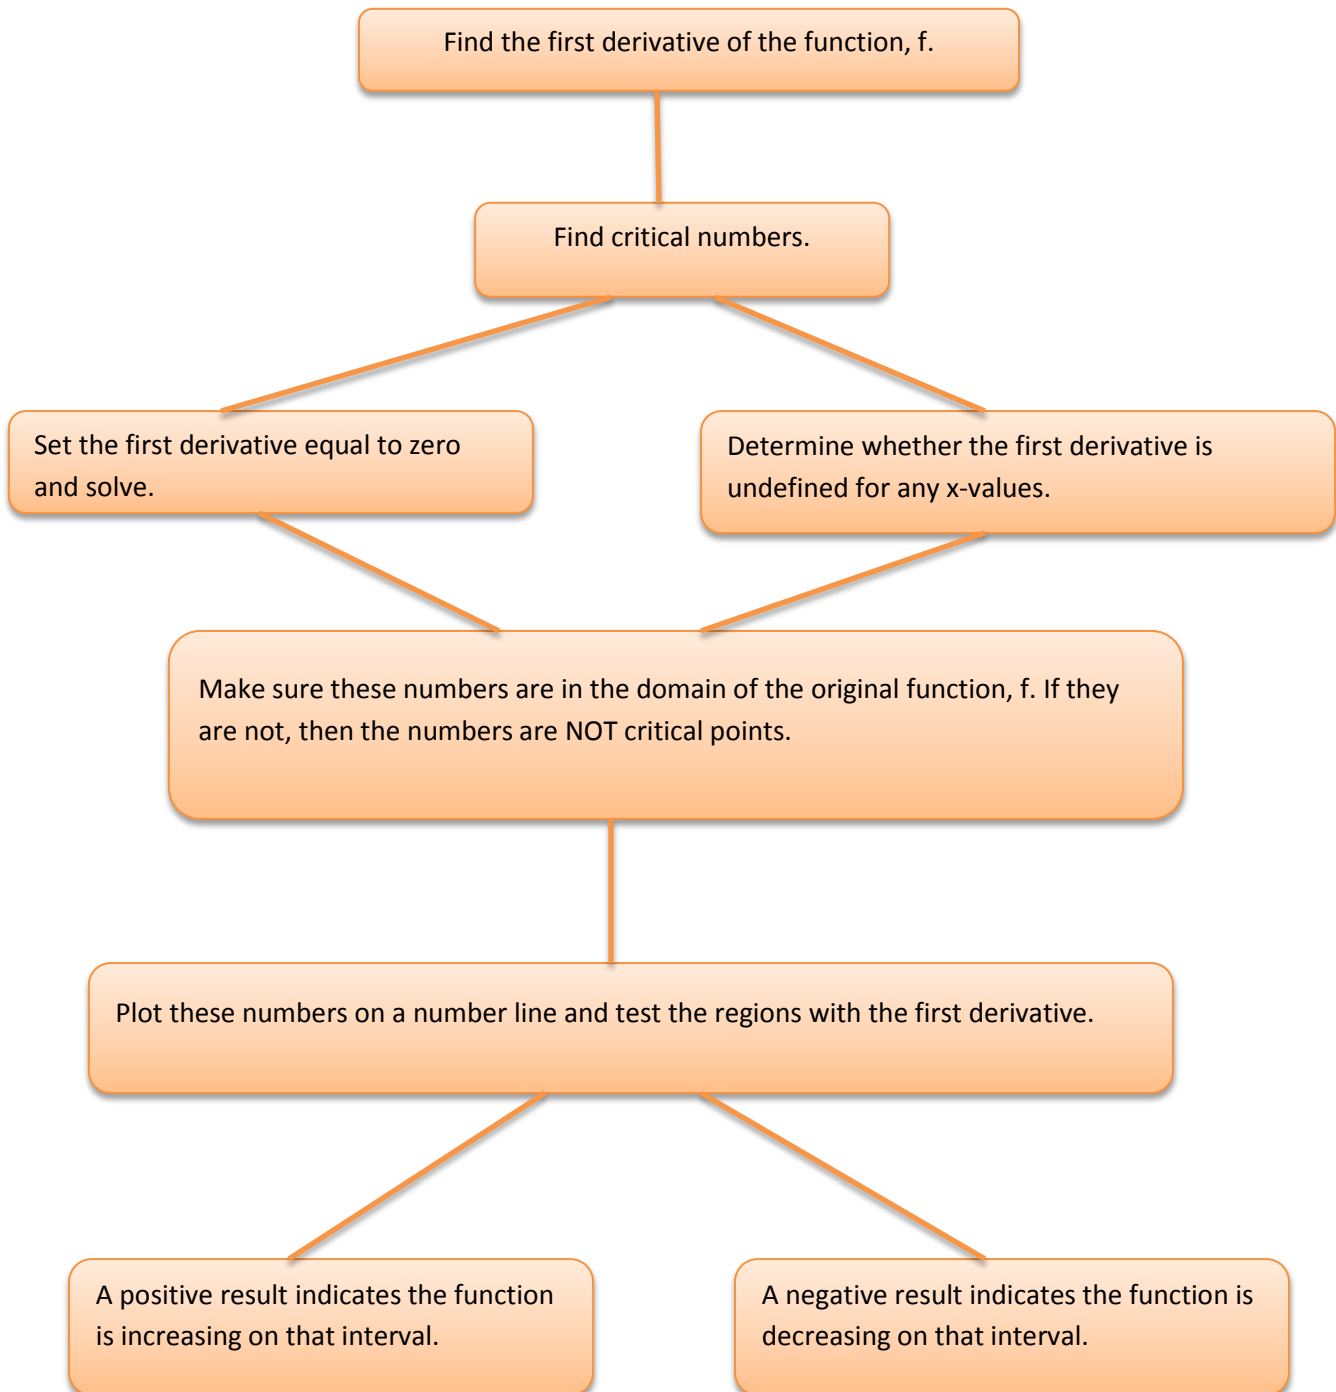 Find the first derivative of the function, f.
Find critical numbers.
Set the first derivative equal to zero
and solve.
Determine whether the first derivative is
undefined for any x-values.
Make sure these numbers are in the domain of the original function, f. If they
are not, then the numbers are NOT critical points.
Plot these numbers on a number line and test the regions with the first derivative.
A positive result indicates the function
is increasing on that interval.
A negative result indicates the function is
decreasing on that interval.